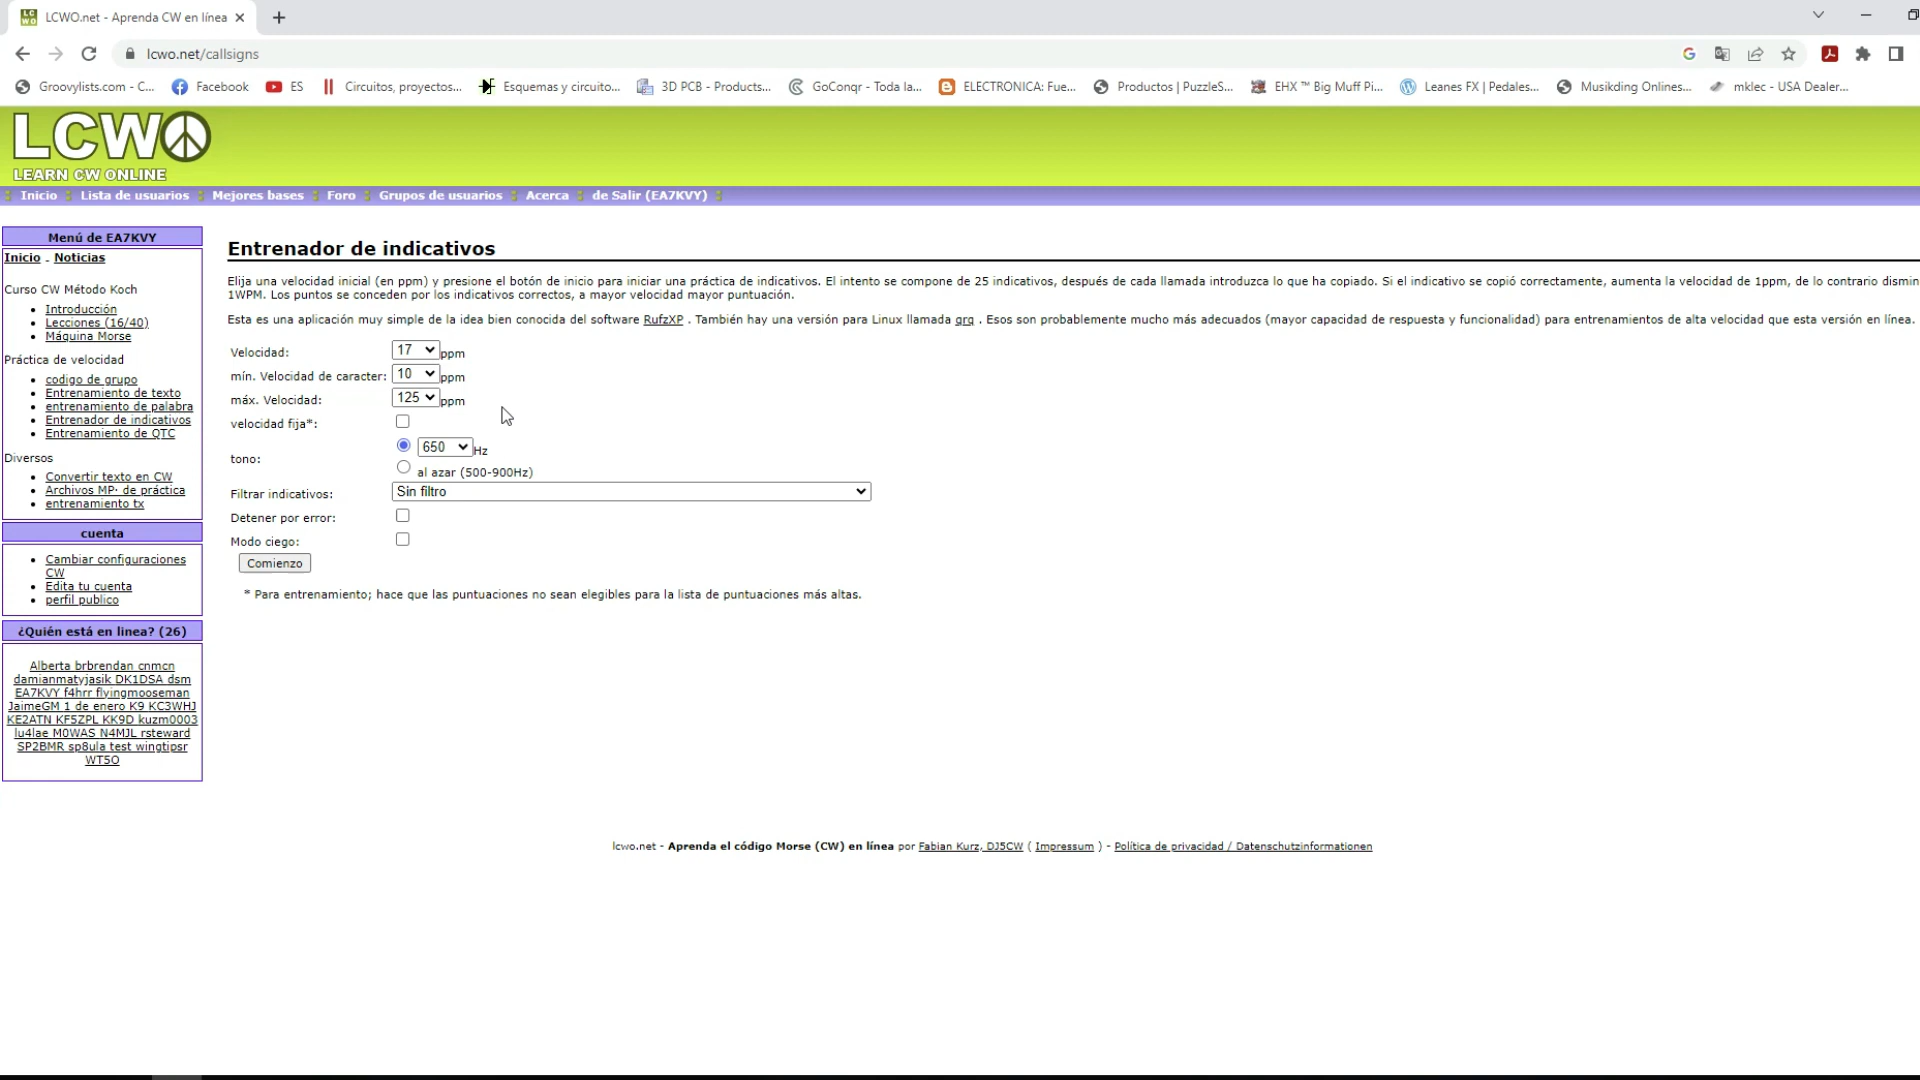 LCWO.net - Aprenda CW en línea
lcwo.net/callsigns
Groovylists.com - C... Facebook ES Circuitos, proyectos... Esquemas y circuito... 3D PCB - Products... GoConqr - Toda la... ELECTRONICA: Fue... Productos | PuzzleS... EHX ™ Big Muff Pi... Leanes FX | Pedales... Musikding Onlines... mklec - USA Dealer...
LCWO
LEARN CW ONLINE
Inicio Lista de usuarios Mejores bases Foro Grupos de usuarios Acerca de Salir (EA7KVY)
Menú de EA7KVY
Inicio - Noticias
Curso CW Método Koch
Introducción
Lecciones (16/40)
Máquina Morse
Práctica de velocidad
codigo de grupo
Entrenamiento de texto
entrenamiento de palabra
Entrenador de indicativos
Entrenamiento de QTC
Diversos
Convertir texto en CW
Archivos MP· de práctica
entrenamiento tx
cuenta
Cambiar configuraciones
CW
Edita tu cuenta
perfil publico
¿Quién está en linea? (26)
Alberta brbrendan cnmcn
damianmatyjasik DK1DSA dsm
EA7KVY f4hrr flyingmooseman
JaimeGM 1 de enero K9 KC3WHJ
KE2ATN KF5ZPL KK9D kuzm0003
lu4lae M0WAS N4MJL rsteward
SP2BMR sp8ula test wingtipsr
WT5O
Entrenador de indicativos
Elija una velocidad inicial (en ppm) y presione el botón de inicio para iniciar una práctica de indicativos. El intento se compone de 25 indicativos, después de cada llamada introduzca lo que ha copiado. Si el indicativo se copió correctamente, aumenta la velocidad de 1ppm, de lo contrario dismin
1WPM. Los puntos se conceden por los indicativos correctos, a mayor velocidad mayor puntuación.
Esta es una aplicación muy simple de la idea bien conocida del software RufzXP . También hay una versión para Linux llamada qrq . Esos son probablemente mucho más adecuados (mayor capacidad de respuesta y funcionalidad) para entrenamientos de alta velocidad que esta versión en línea.
Velocidad: 17 ppm
mín. Velocidad de caracter: 10 ppm
máx. Velocidad: 125 ppm
velocidad fija*:
tono: 650 Hz
al azar (500-900Hz)
Filtrar indicativos: Sin filtro
Detener por error:
Modo ciego:
Comienzo
* Para entrenamiento; hace que las puntuaciones no sean elegibles para la lista de puntuaciones más altas.
lcwo.net - Aprenda el código Morse (CW) en línea por Fabian Kurz, DJ5CW ( Impressum ) - Política de privacidad / Datenschutzinformationen